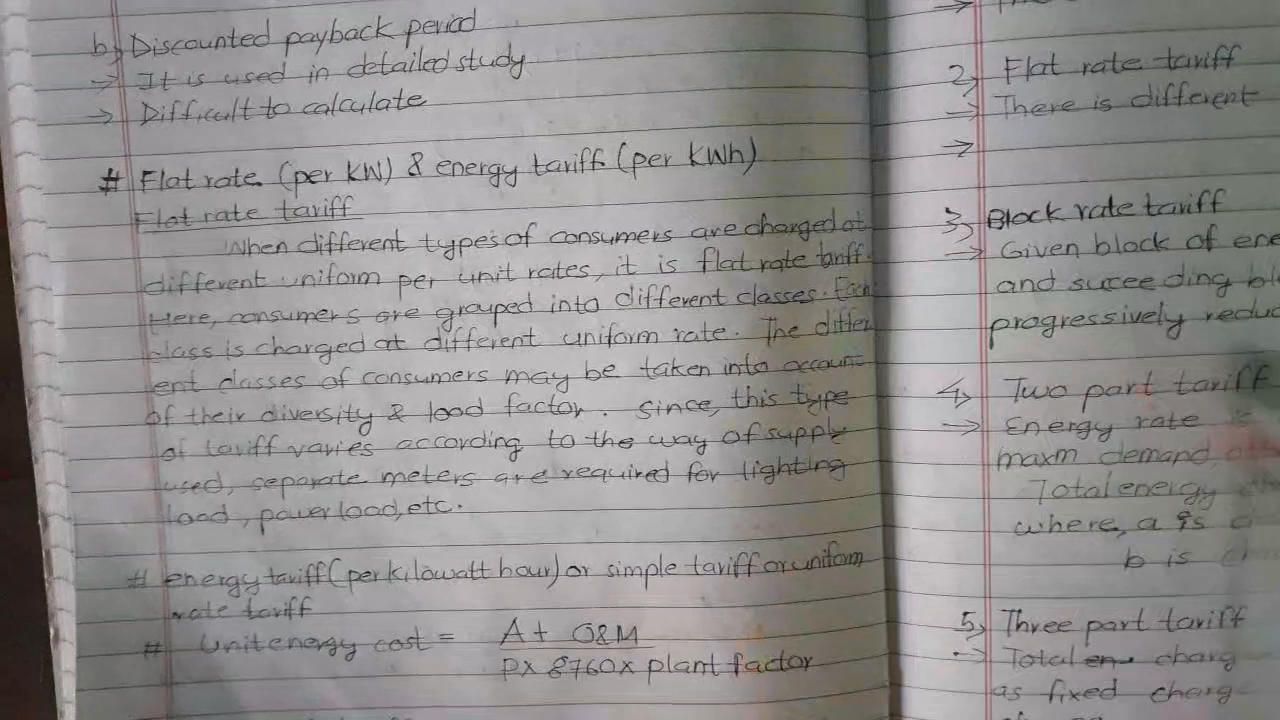 b) Discounted payback period
→ It is used in detailed study
→ Difficult to calculate
# Flat rate (per KW) & energy tariff (per KWh)
Flat rate tariff
When different types of consumers are charged at
different uniform per unit rates, it is flat rate tariff.
Here, consumers are grouped into different classes. Each
class is charged at different uniform rate. The differ
ent classes of consumers may be taken into account
of their diversity & load factor. Since, this type
of tariff varies according to the way of supply
used, separate meters are required for lighting
load, power load, etc.
# energy tariff (per kilowatt hour) or simple tariff or uniform
rate tariff
# Unit energy cost = A + O&M
P x 8760 x plant factor
2) Flat rate tariff
→ There is different
→
3) Block rate tariff
→ Given block of ene
and suceeding bl
progressively reduc
4) Two part tariff
→ Energy rate
maxm demand
Total energy
where, a is
b is
5) Three part tariff
→ Total charg
as fixed charg